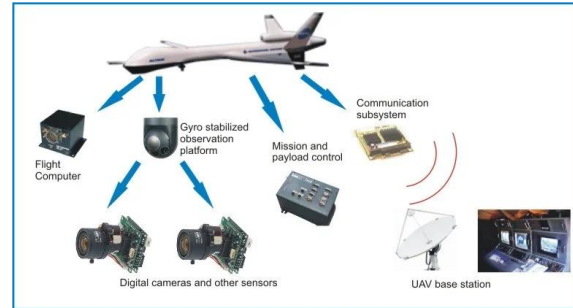 Communication
subsystem
Gyro stabilized
observation
platform
Mission and
payload control
Flight
Computer
Digital cameras and other sensors
UAV base station